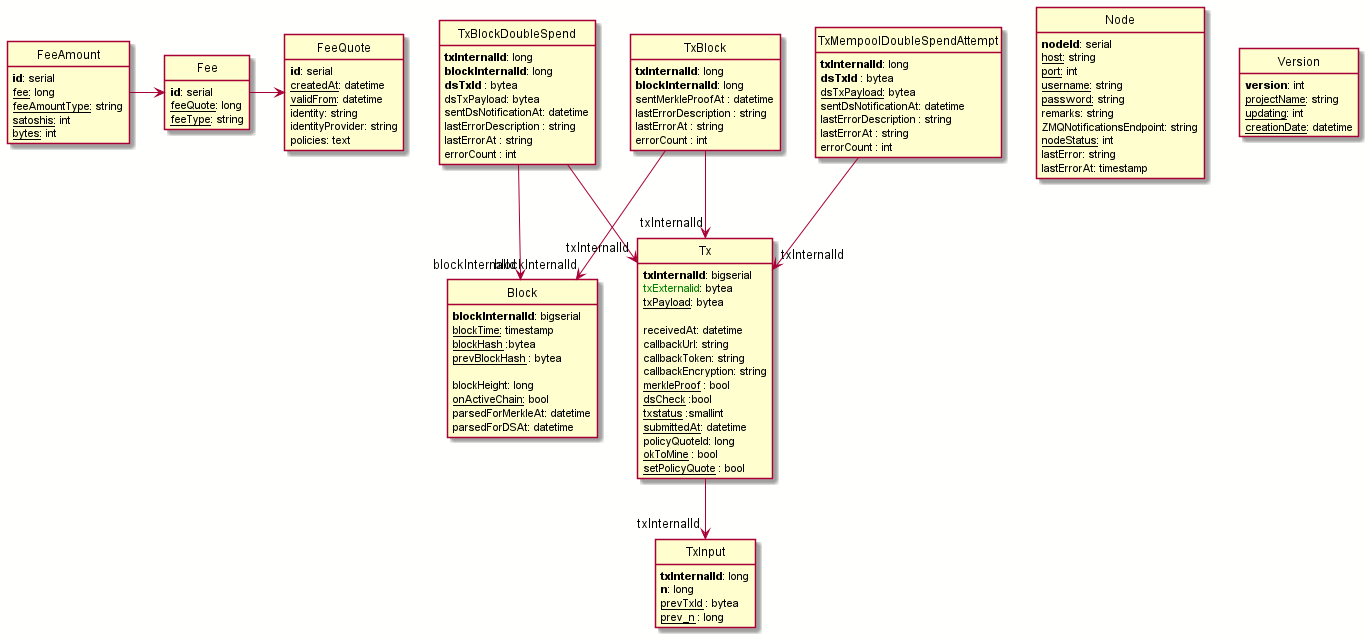 FeeAmount
id: serial
fee: long
feeAmountType: string
satoshis: int
bytes: int
Fee
id: serial
feeQuote: long
feeType: string
FeeQuote
id: serial
createdAt: datetime
validFrom: datetime
identity: string
identityProvider: string
policies: text
TxBlockDoubleSpend
txInternalId: long
blockInternalId: long
dsTxId : bytea
dsTxPayload: bytea
sentDsNotificationAt: datetime
lastErrorDescription : string
lastErrorAt : string
errorCount : int
TxBlock
txInternalId: long
blockInternalId: long
sentMerkleProofAt : datetime
lastErrorDescription : string
lastErrorAt : string
errorCount : int
TxMempoolDoubleSpendAttempt
txInternalId: long
dsTxId : bytea
dsTxPayload: bytea
sentDsNotificationAt: datetime
lastErrorDescription : string
lastErrorAt : string
errorCount : int
Node
nodeId: serial
host: string
port: int
username: string
password: string
remarks: string
ZMQNotificationsEndpoint: string
nodeStatus: int
lastError: string
lastErrorAt: timestamp
Version
version: int
projectName: string
updating: int
creationDate: datetime
txInternalId
txInternalId
txInternalId
blockInternalId
blockInternalId
Block
blockInternalId: bigserial
blockTime: timestamp
blockHash :bytea
prevBlockHash : bytea
blockHeight: long
onActiveChain: bool
parsedForMerkleAt: datetime
parsedForDSAt: datetime
Tx
txInternalId: bigserial
txExternalid: bytea
txPayload: bytea
receivedAt: datetime
callbackUrl: string
callbackToken: string
callbackEncryption: string
merkleProof : bool
dsCheck :bool
txstatus :smallint
submittedAt: datetime
policyQuoteId: long
okToMine : bool
setPolicyQuote : bool
txInternalId
TxInput
txInternalId: long
n: long
prevTxId : bytea
prev_n : long